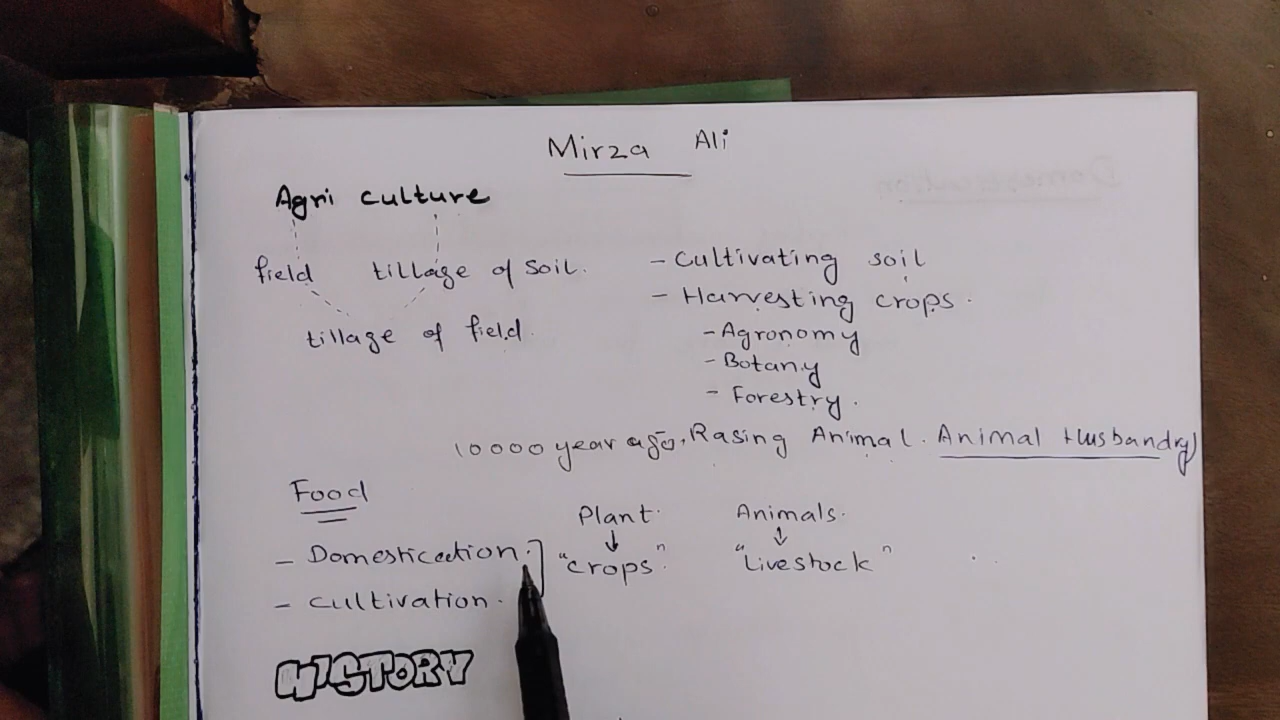 Mirza Ali
Agri culture
field tillage of soil.
tillage of field.
- Cultivating soil
- Harvesting crops.
- Agronomy
- Botany
- Forestry.
10000 year ago, Rasing Animal. Animal Husbandry
Food
- Domestication.
- Cultivation.
Plant.
"crops".
Animals.
"Livestock"
HISTORY